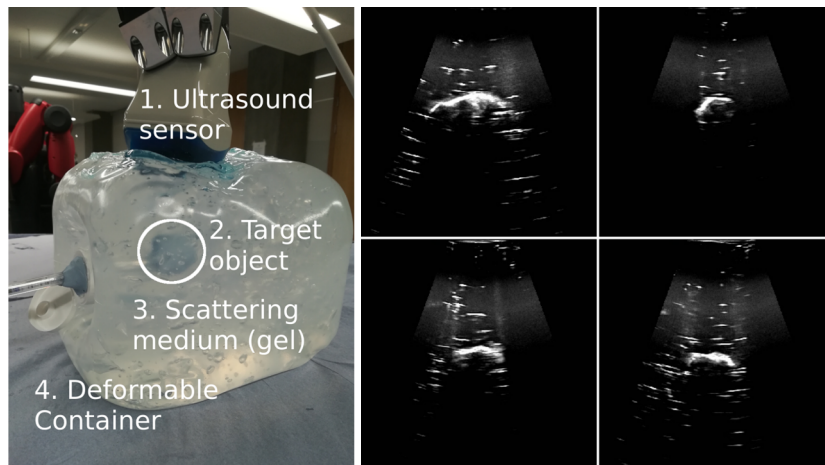 1. Ultrasound
sensor
2. Target
object
3. Scattering
medium (gel)
4. Deformable
Container